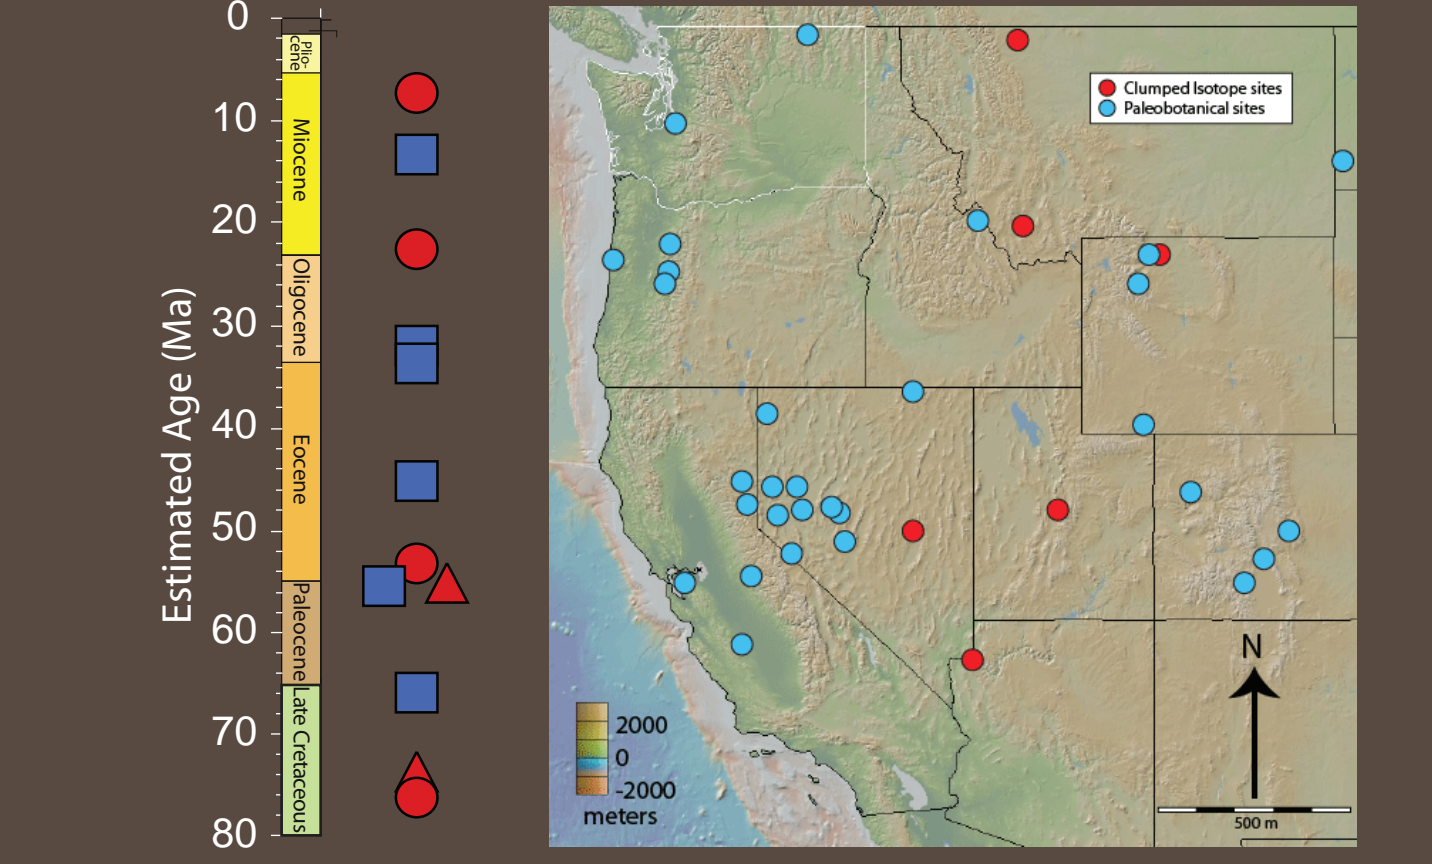 Estimated Age (Ma)
0
10
20
30
40
50
60
70
80
Plio-
cene
Miocene
Oligocene
Eocene
Paleocene
Late Cretaceous
Clumped Isotope sites
Paleobotanical sites
N
500 m
2000
0
-2000
meters